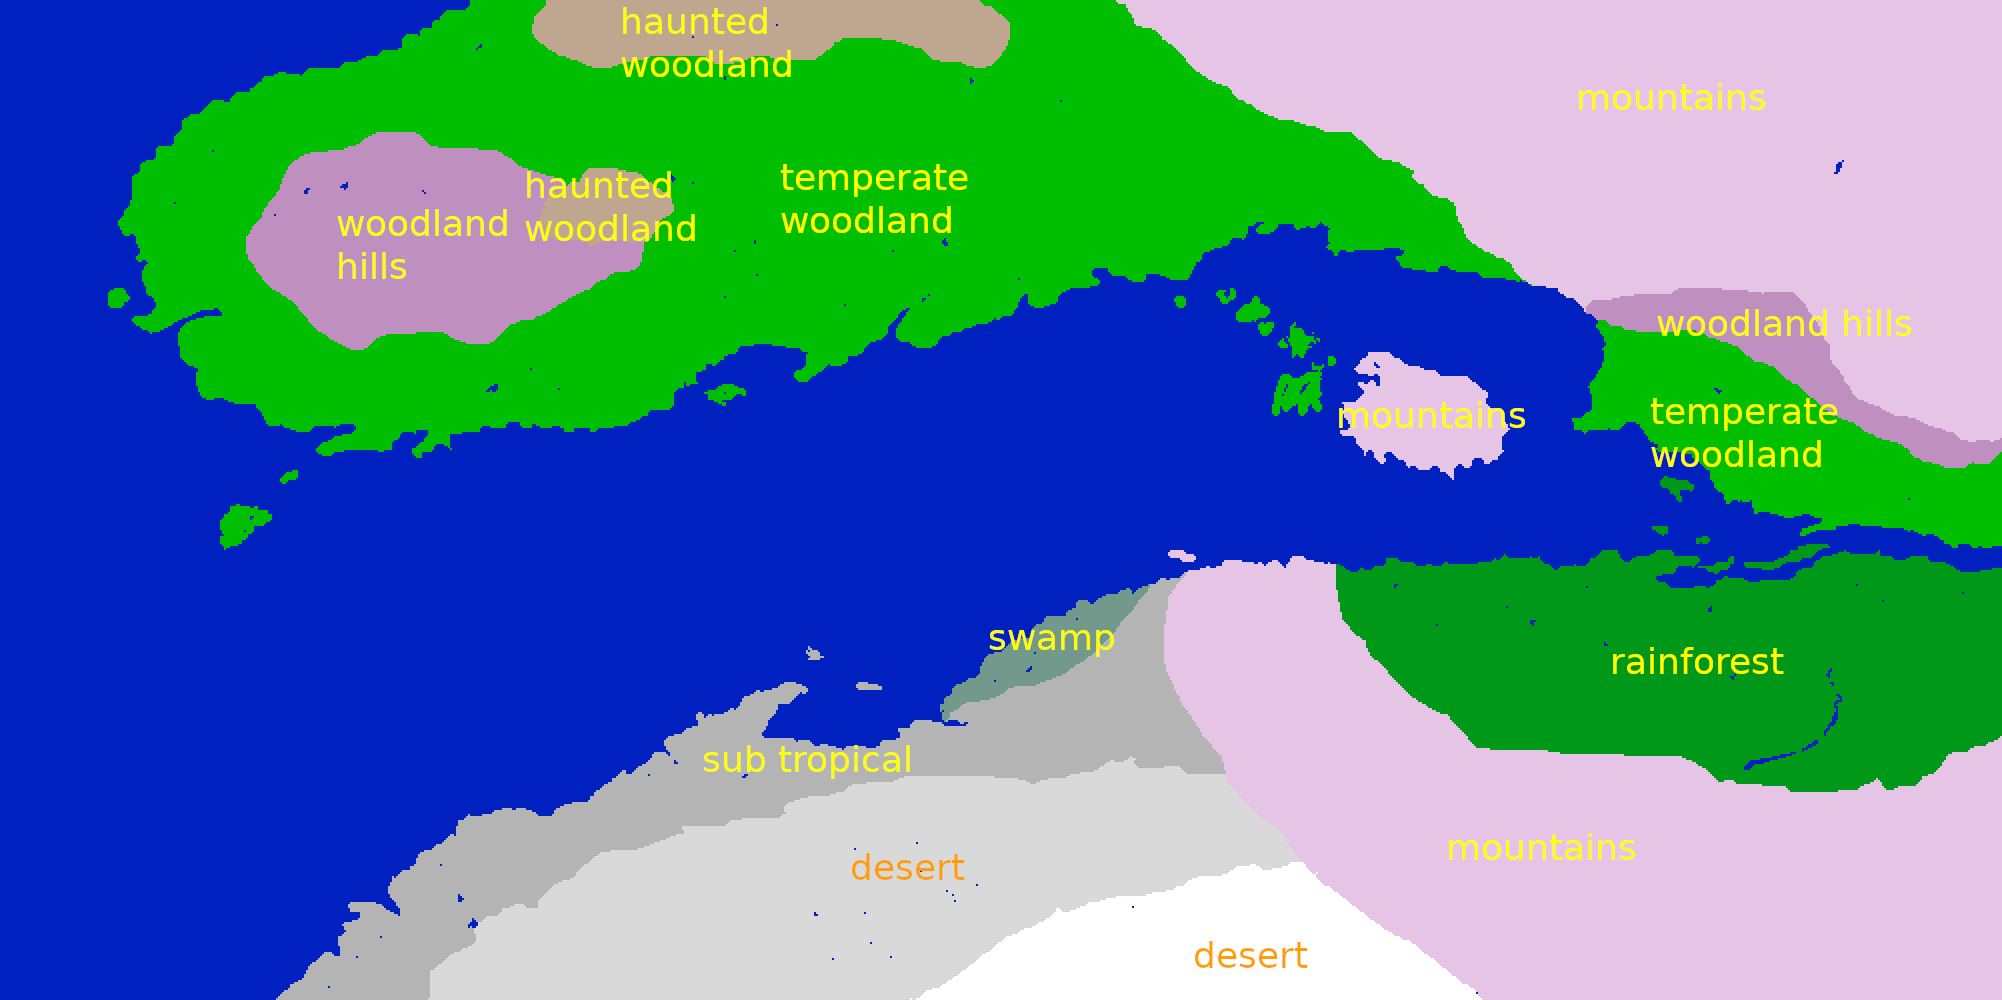 haunted
woodland
mountains
haunted
woodland
temperate
woodland
woodland
hills
woodland hills
mountains
temperate
woodland
swamp
rainforest
sub tropical
mountains
desert
desert